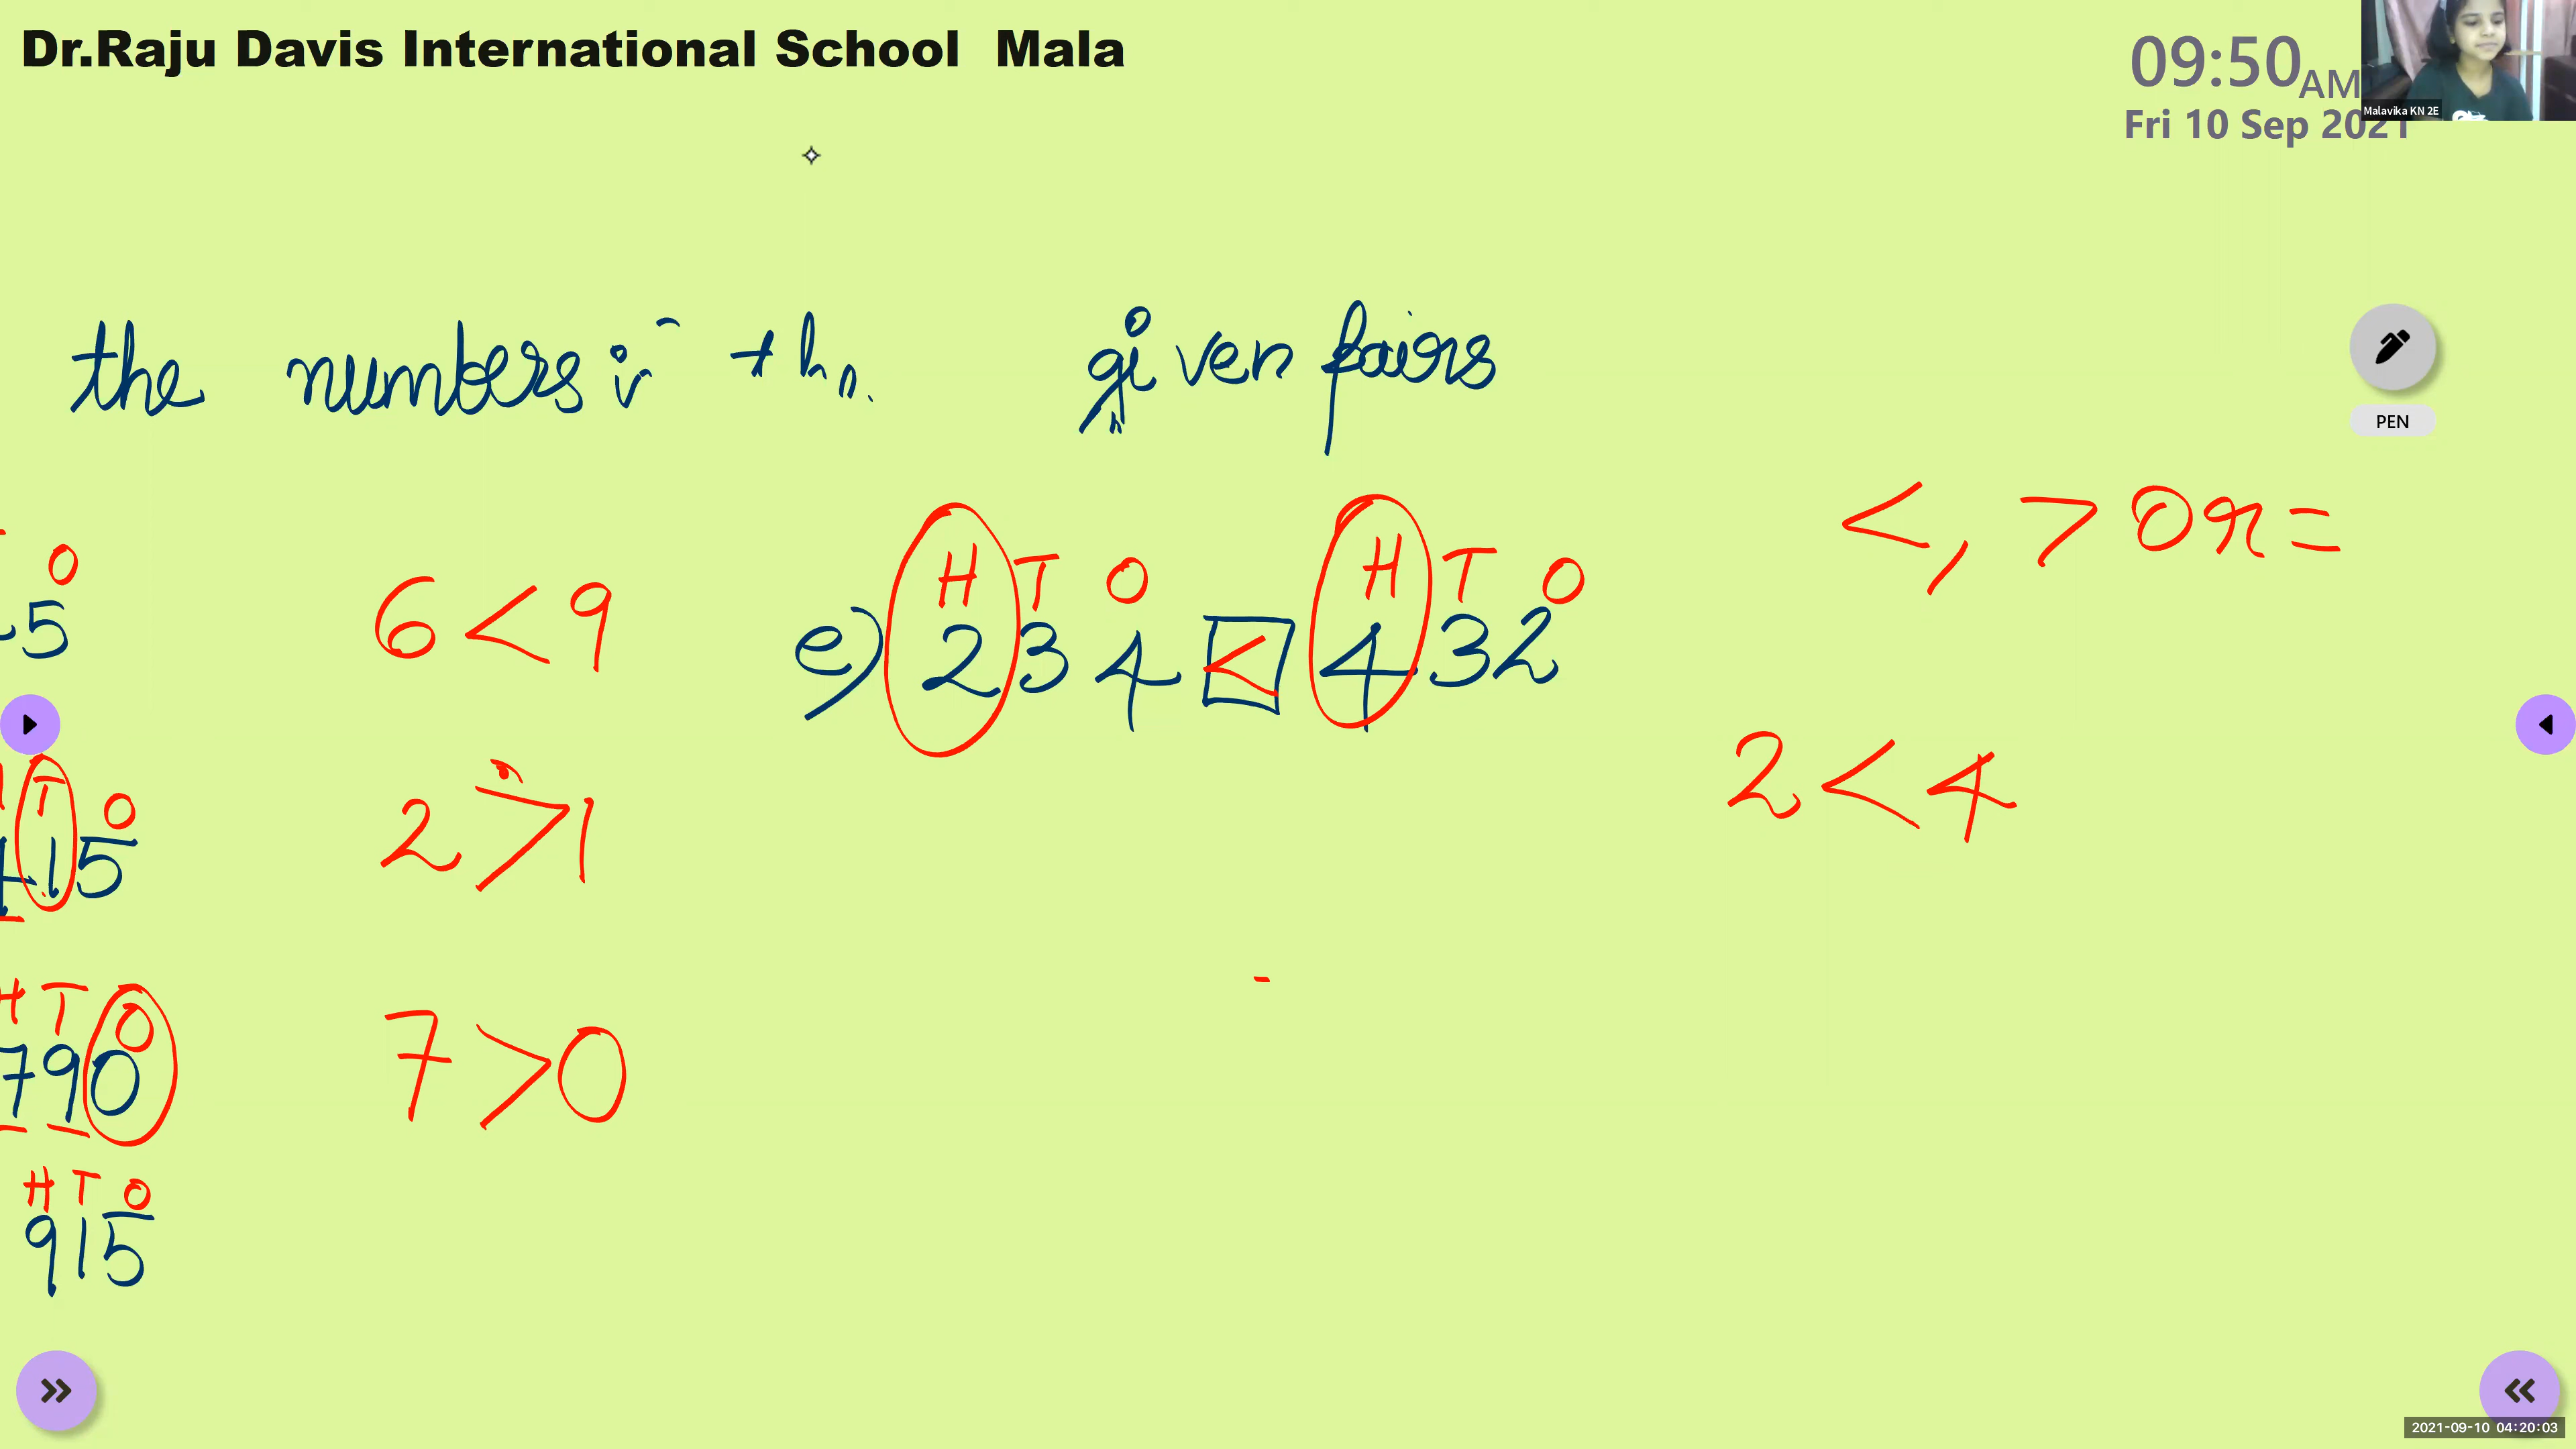 Dr.Raju Davis International School Mala
09:50 AM
Fri 10 Sep 2021
Malavika KN 2E
the numbers given pairs
PEN
<, > or =
O
5
6 < 9
H T O H T O
e) 234 < 432
2 < 4
T O
15
2 > 1
H T O
790
7 > 0
H T O
915
2021-09-10 04:20:03